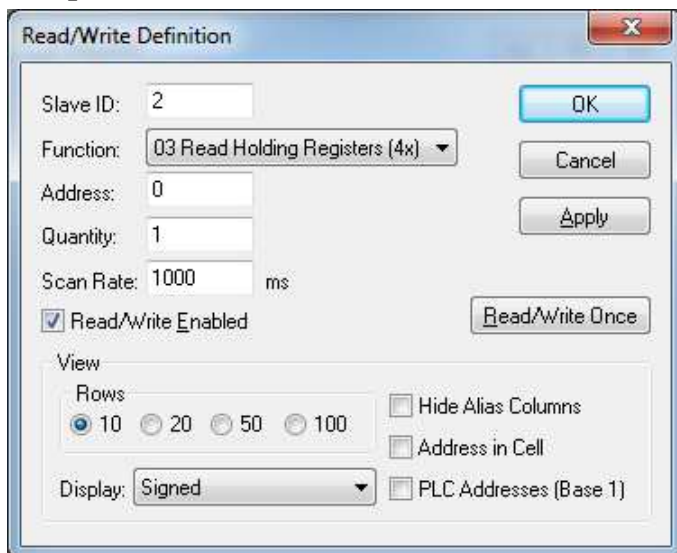 Read/Write Definition
Slave ID: 2
OK
Function: 03 Read Holding Registers (4x)
Cancel
Address: 0
Apply
Quantity: 1
Scan Rate: 1000 ms
Read/Write Enabled
Read/Write Once
View
Rows
10 20 50 100
Hide Alias Columns
Address in Cell
Display: Signed
PLC Addresses (Base 1)